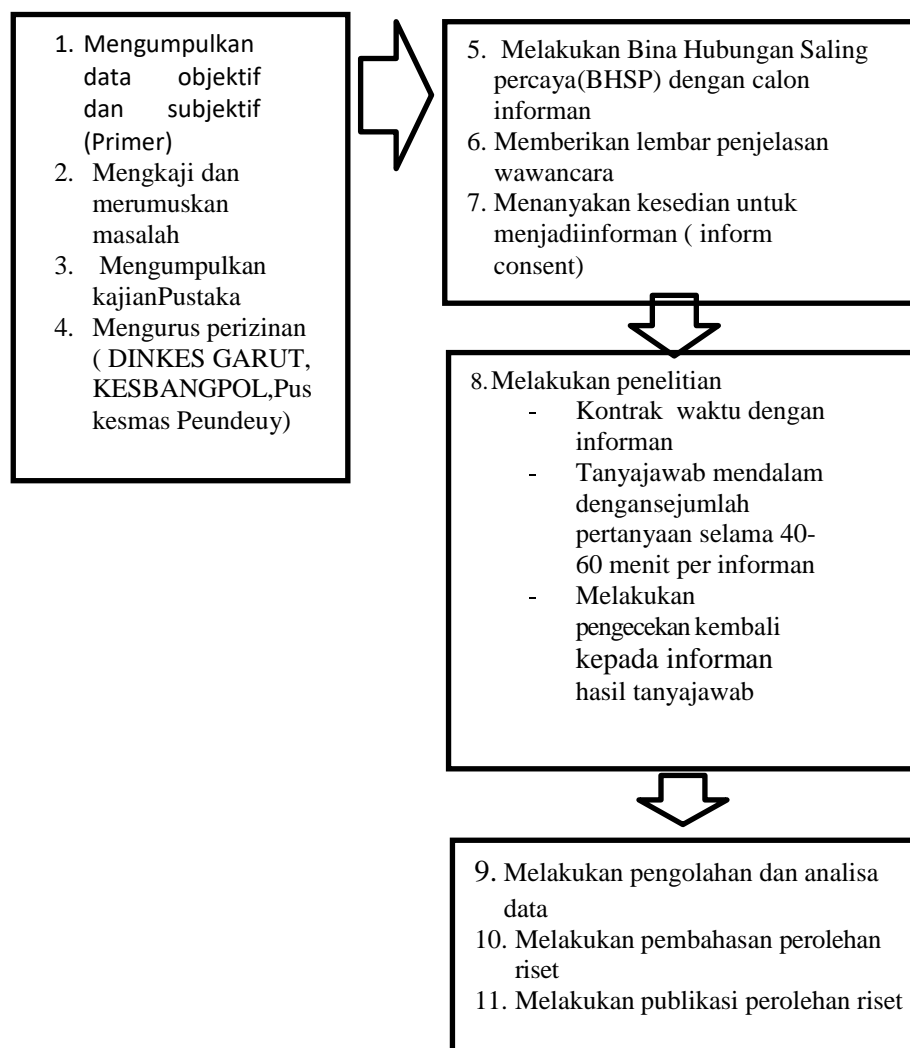 1. Mengumpulkan
data objektif
dan subjektif
(Primer)
2. Mengkaji dan
merumuskan
masalah
3. Mengumpulkan
kajianPustaka
4. Mengurus perizinan
( DINKES GARUT,
KESBANGPOL,Pus
kesmas Peundeuy)
5. Melakukan Bina Hubungan Saling
percaya(BHSP) dengan calon
informan
6. Memberikan lembar penjelasan
wawancara
7. Menanyakan kesedian untuk
menjadiinforman ( inform
consent)
8. Melakukan penelitian
- Kontrak waktu dengan
informan
- Tanyajawab mendalam
dengansejumlah
pertanyaan selama 40-
60 menit per informan
- Melakukan
pengecekan kembali
kepada informan
hasil tanyajawab
9. Melakukan pengolahan dan analisa
data
10. Melakukan pembahasan perolehan
riset
11. Melakukan publikasi perolehan riset